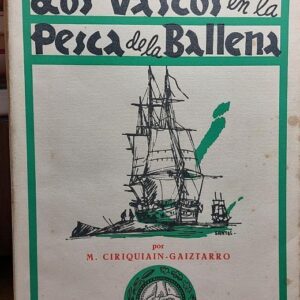 Los Vascos en la
Pesca de la Ballena
por
M. CIRIQUIAIN-GAIZTARRO